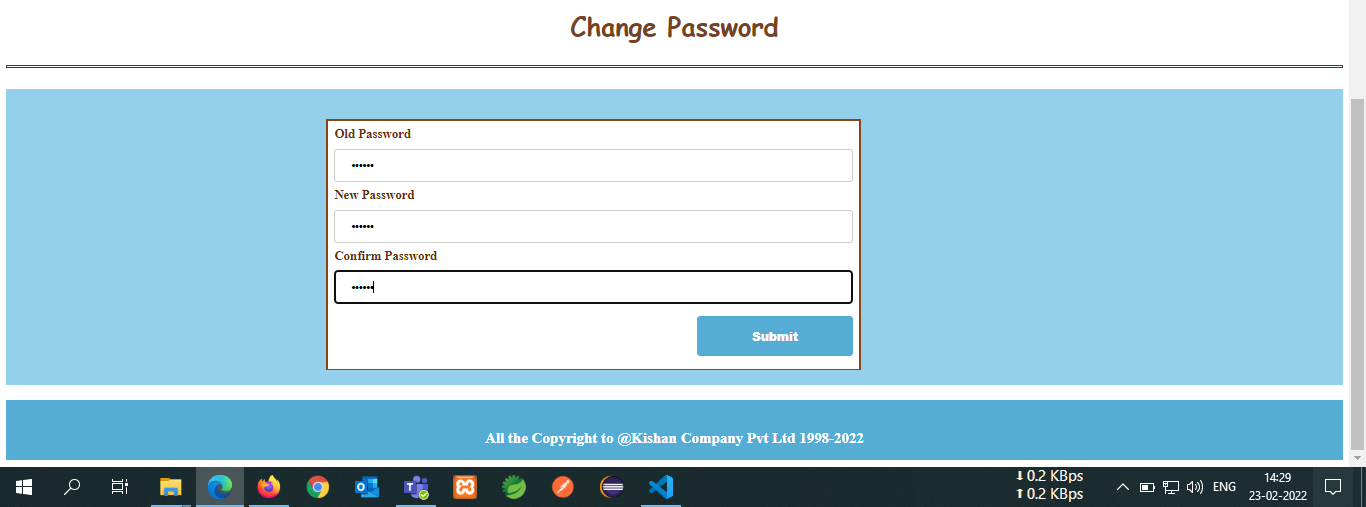 Change Password
Old Password
••••••
New Password
••••••
Confirm Password
••••••
Submit
All the Copyright to @Kishan Company Pvt Ltd 1998-2022
0.2 KBps
0.2 KBps
ENG
14:29
23-02-2022